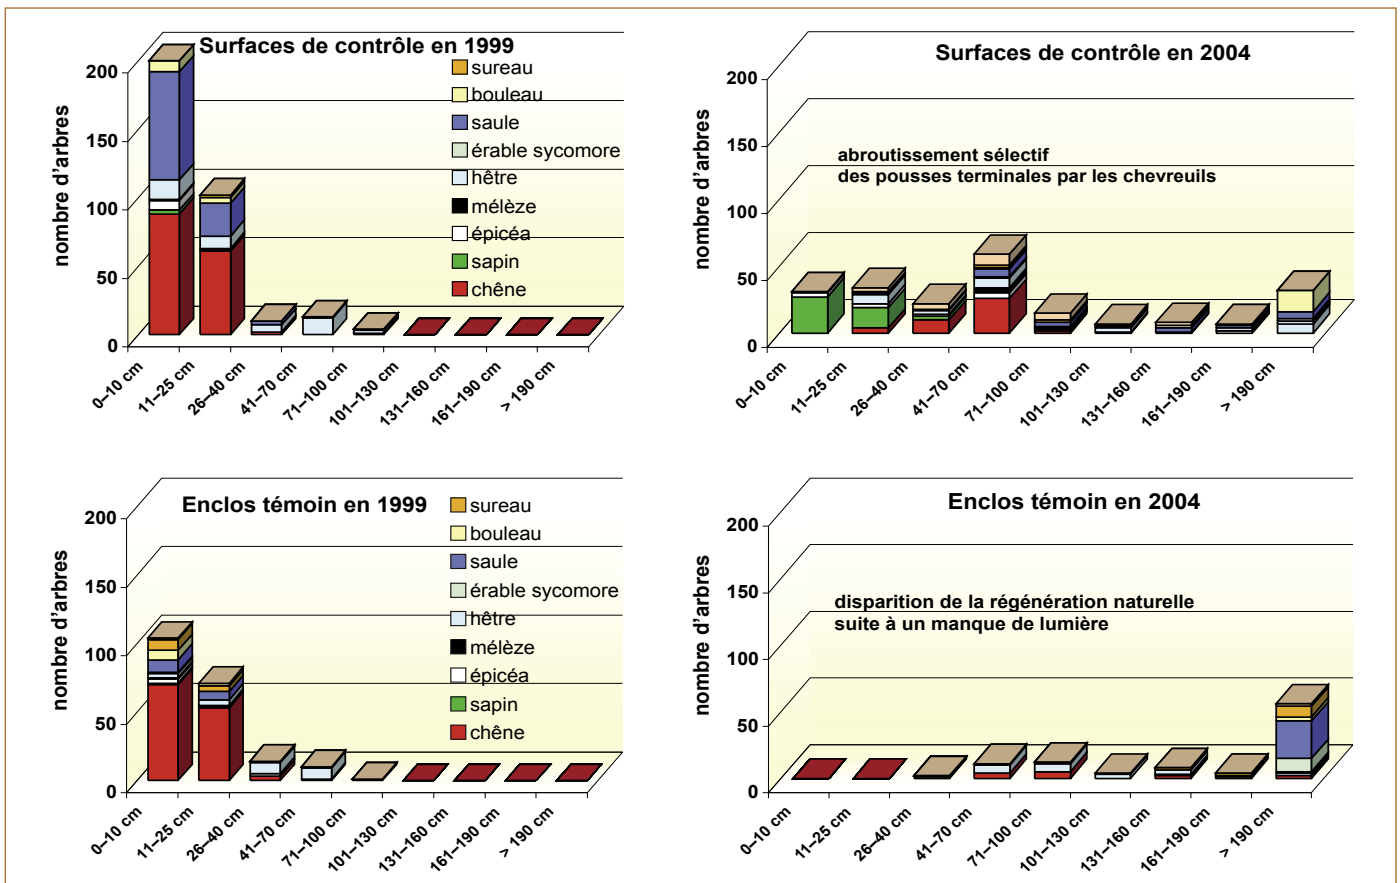 Surfaces de contrôle en 1999
nombre d'arbres
200
150
100
50
0
sureau
bouleau
saule
érable sycomore
hêtre
mélèze
épicéa
sapin
chêne
0–10 cm
11–25 cm
26–40 cm
41–70 cm
71–100 cm
101–130 cm
131–160 cm
161–190 cm
> 190 cm
Surfaces de contrôle en 2004
nombre d'arbres
200
150
100
50
0
abroutissement sélectif
des pousses terminales par les chevreuils
0–10 cm
11–25 cm
26–40 cm
41–70 cm
71–100 cm
101–130 cm
131–160 cm
161–190 cm
> 190 cm
Enclos témoin en 1999
nombre d'arbres
200
150
100
50
0
sureau
bouleau
saule
érable sycomore
hêtre
mélèze
épicéa
sapin
chêne
0–10 cm
11–25 cm
26–40 cm
41–70 cm
71–100 cm
101–130 cm
131–160 cm
161–190 cm
> 190 cm
Enclos témoin en 2004
nombre d'arbres
200
150
100
50
0
disparition de la régénération naturelle
suite à un manque de lumière
0–10 cm
11–25 cm
26–40 cm
41–70 cm
71–100 cm
101–130 cm
131–160 cm
161–190 cm
> 190 cm